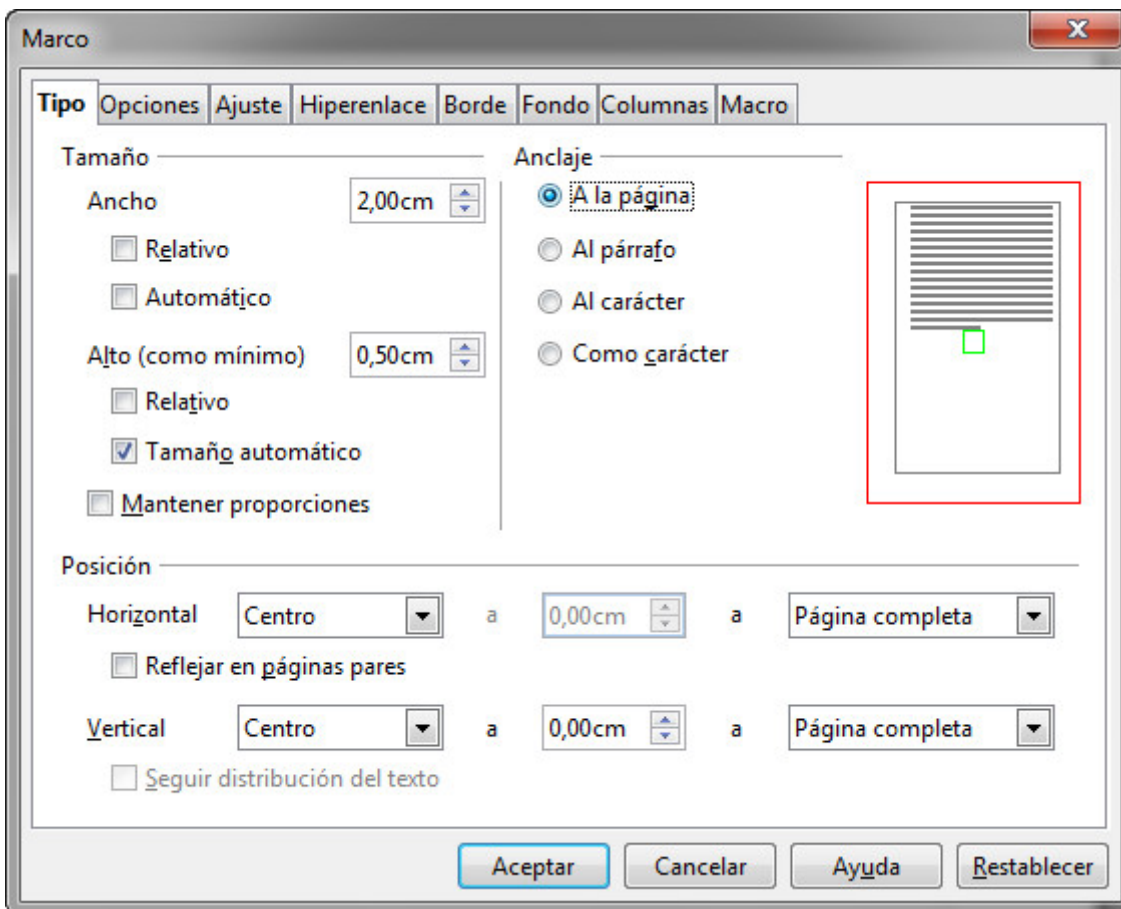 Marco
Tipo Opciones Ajuste Hiperenlace Borde Fondo Columnas Macro
Tamaño
Ancho 2,00cm
Relativo
Automático
Alto (como mínimo) 0,50cm
Relativo
Tamaño automático
Mantener proporciones
Anclaje
A la página
Al párrafo
Al carácter
Como carácter
Posición
Horizontal Centro a 0,00cm a Página completa
Reflejar en páginas pares
Vertical Centro a 0,00cm a Página completa
Seguir distribución del texto
Aceptar Cancelar Ayuda Restablecer